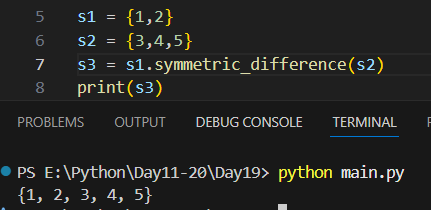 5 s1 = {1,2}
6 s2 = {3,4,5}
7 s3 = s1.symmetric_difference(s2)
8 print(s3)
PROBLEMS OUTPUT DEBUG CONSOLE TERMINAL
PS E:\Python\Day11-20\Day19> python main.py
{1, 2, 3, 4, 5}